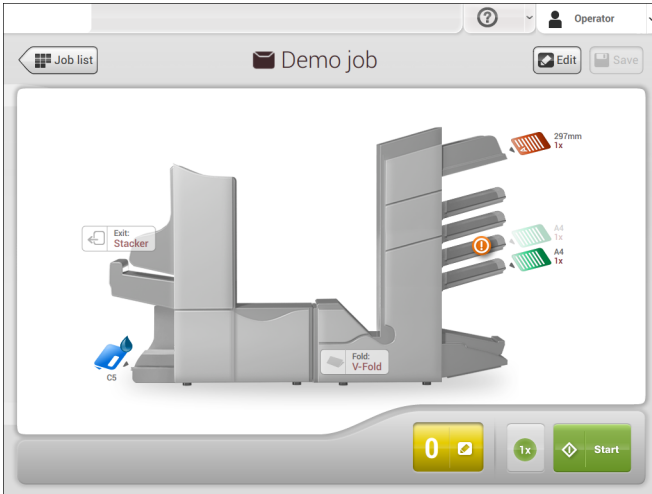 ?
Operator
Job list
Demo job
Edit
Save
297mm
1x
Exit:
Stacker
A4
1x
A4
1x
Fold:
V-Fold
C5
0
1x
Start